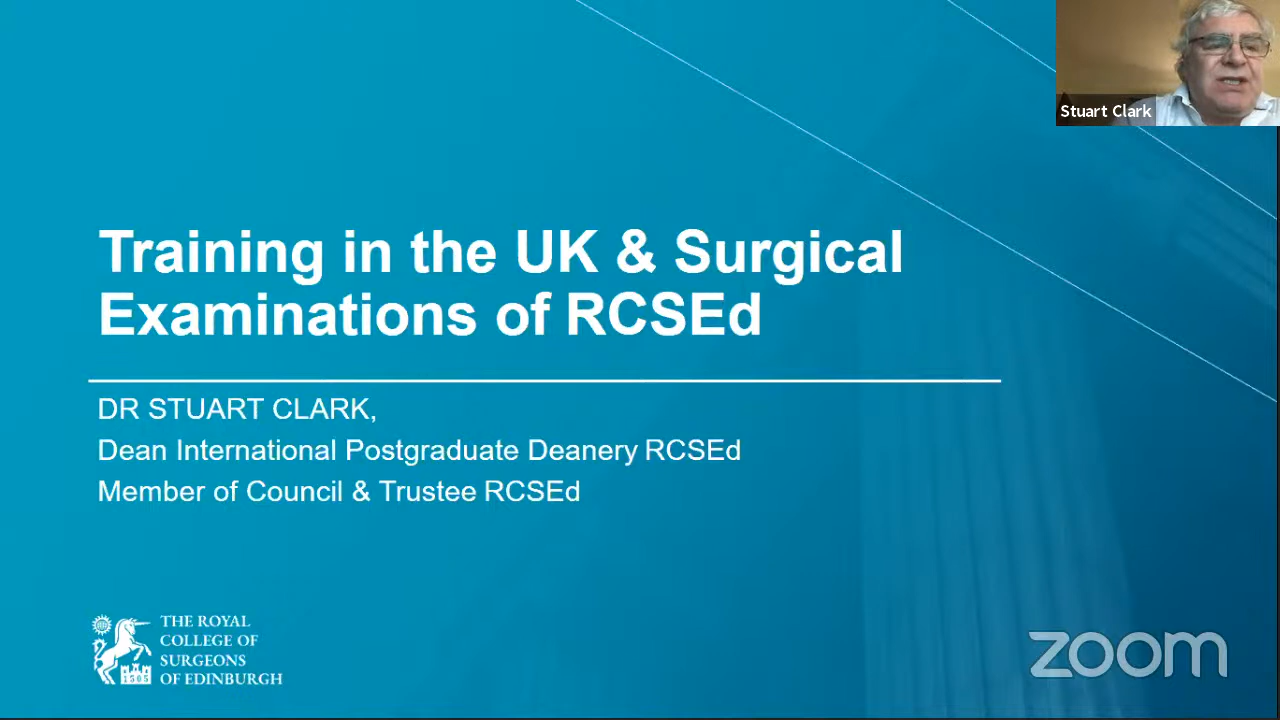 Stuart Clark
Training in the UK & Surgical
Examinations of RCSEd
DR STUART CLARK,
Dean International Postgraduate Deanery RCSEd
Member of Council & Trustee RCSEd
THE ROYAL
COLLEGE OF
SURGEONS
OF EDINBURGH
1505
zoom